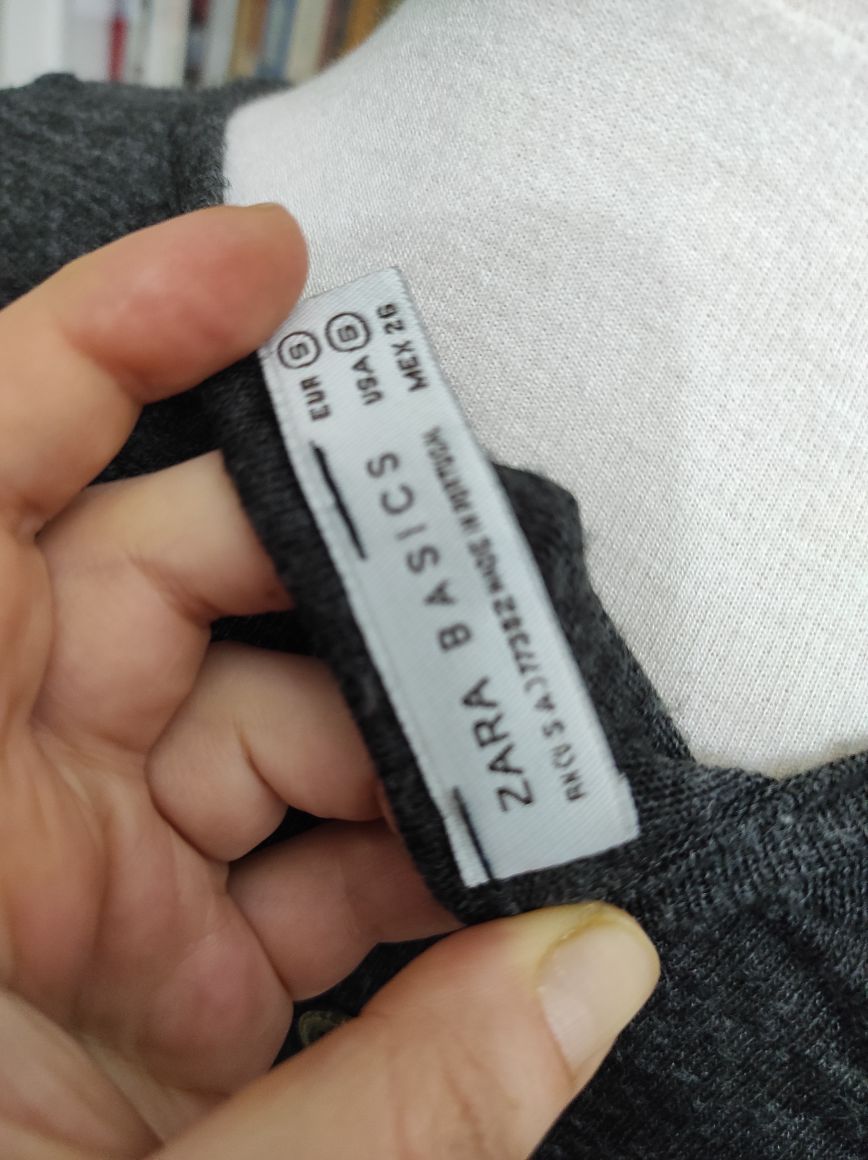 EUR S
USA S
MEX 26
ZARA BASICS
MADE IN PORTUGAL